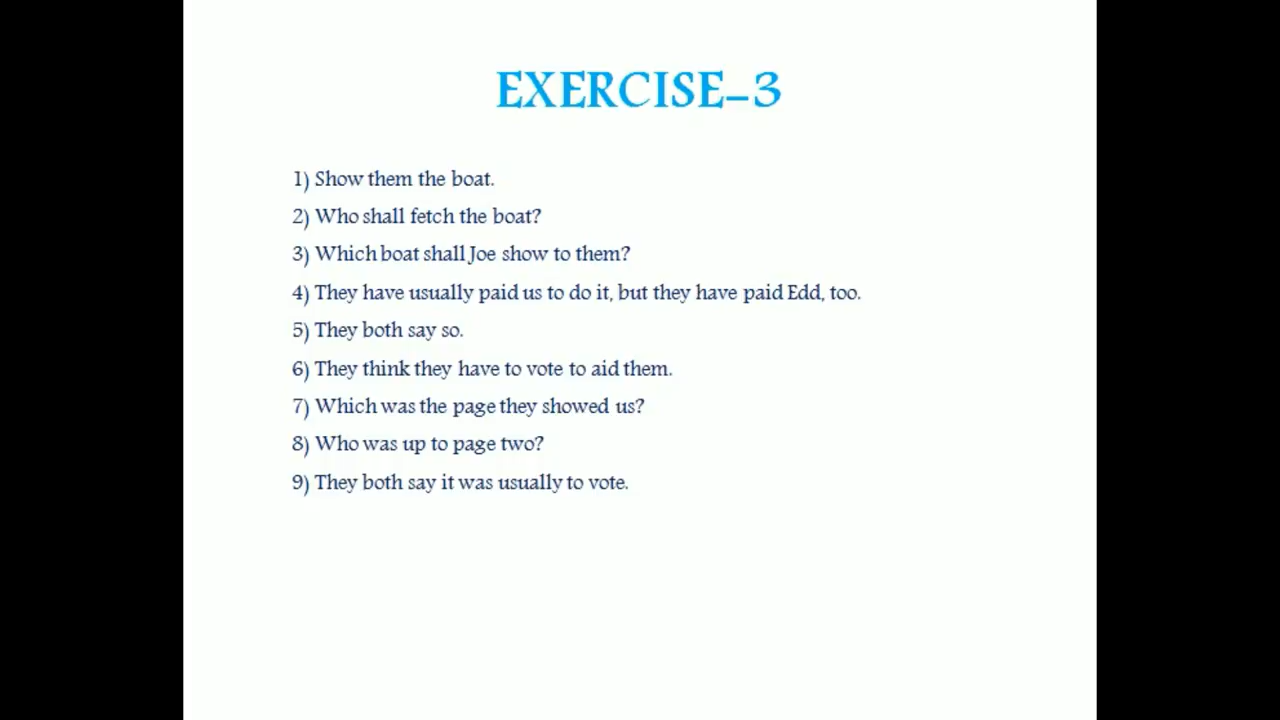 EXERCISE-3
1) Show them the boat.
2) Who shall fetch the boat?
3) Which boat shall Joe show to them?
4) They have usually paid us to do it, but they have paid Edd, too.
5) They both say so.
6) They think they have to vote to aid them.
7) Which was the page they showed us?
8) Who was up to page two?
9) They both say it was usually to vote.